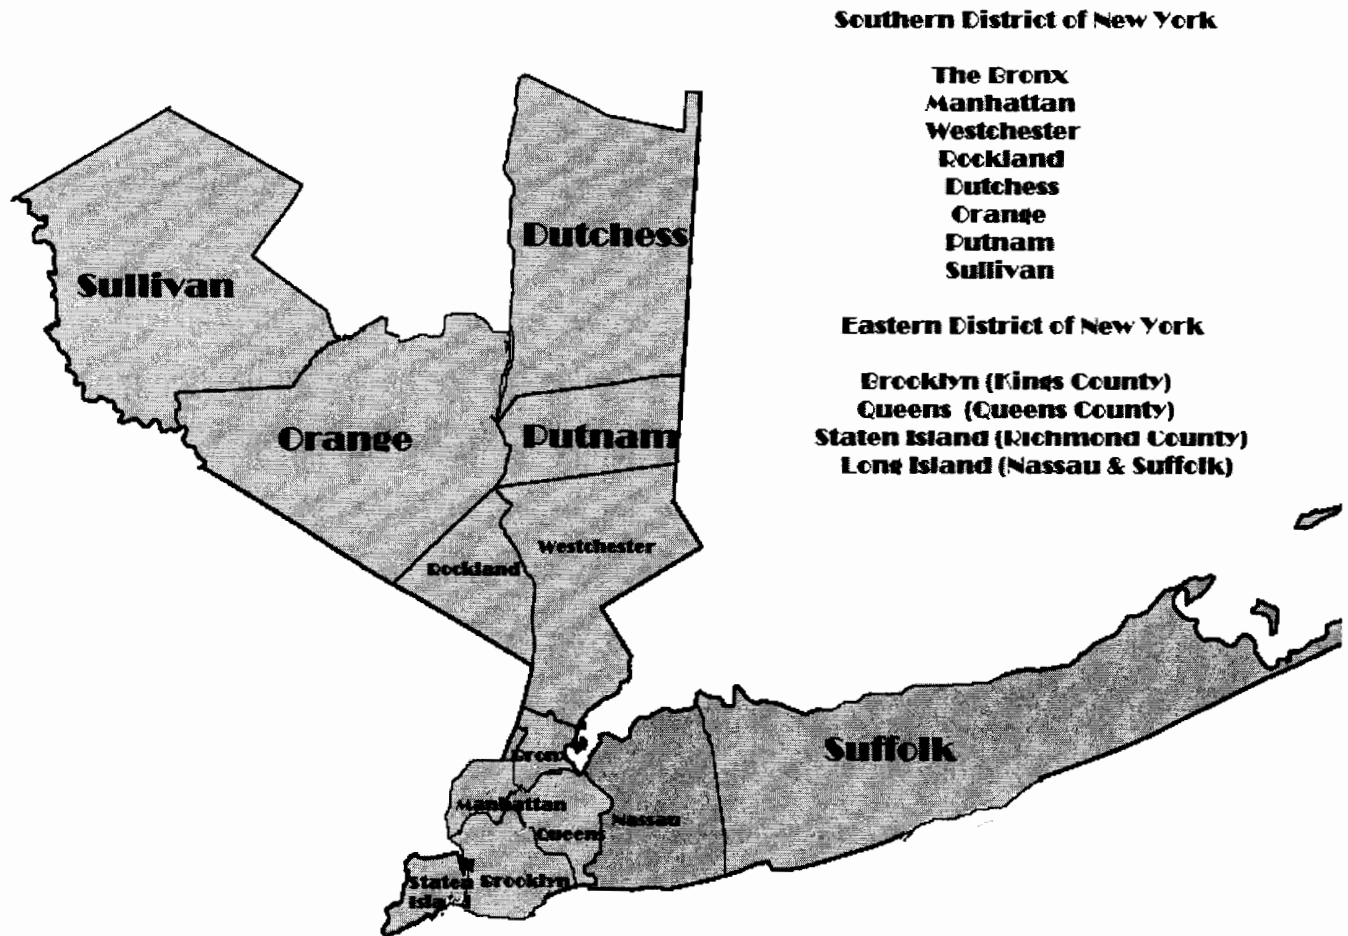 Southern District of New York
The Bronx
Manhattan
Westchester
Rockland
Dutchess
Orange
Putnam
Sullivan
Eastern District of New York
Brooklyn (Kings County)
Queens (Queens County)
Staten Island (Richmond County)
Long Island (Nassau & Suffolk)
Dutchess
Sullivan
Orange
Putnam
Westchester
Rockland
Suffolk
Bronx
Manhattan
Nassau
Queens
Staten
Brooklyn